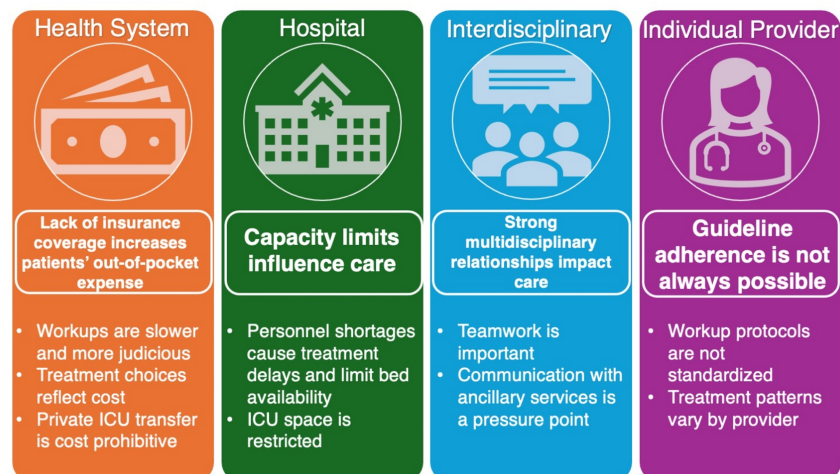 Health System
Lack of insurance
coverage increases
patients' out-of-pocket
expense
• Workups are slower
and more judicious
• Treatment choices
reflect cost
• Private ICU transfer
is cost prohibitive
Hospital
Capacity limits
influence care
• Personnel shortages
cause treatment
delays and limit bed
availability
• ICU space is
restricted
Interdisciplinary
Strong
multidisciplinary
relationships impact
care
• Teamwork is
important
• Communication with
ancillary services is
a pressure point
Individual Provider
Guideline
adherence is not
always possible
• Workup protocols
are not
standardized
• Treatment patterns
vary by provider